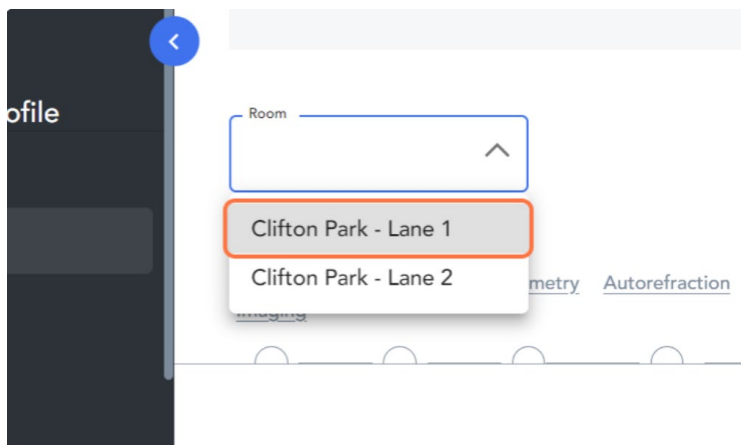 ofile
Room
Clifton Park - Lane 1
Clifton Park - Lane 2
metry Autorefraction
Imaging